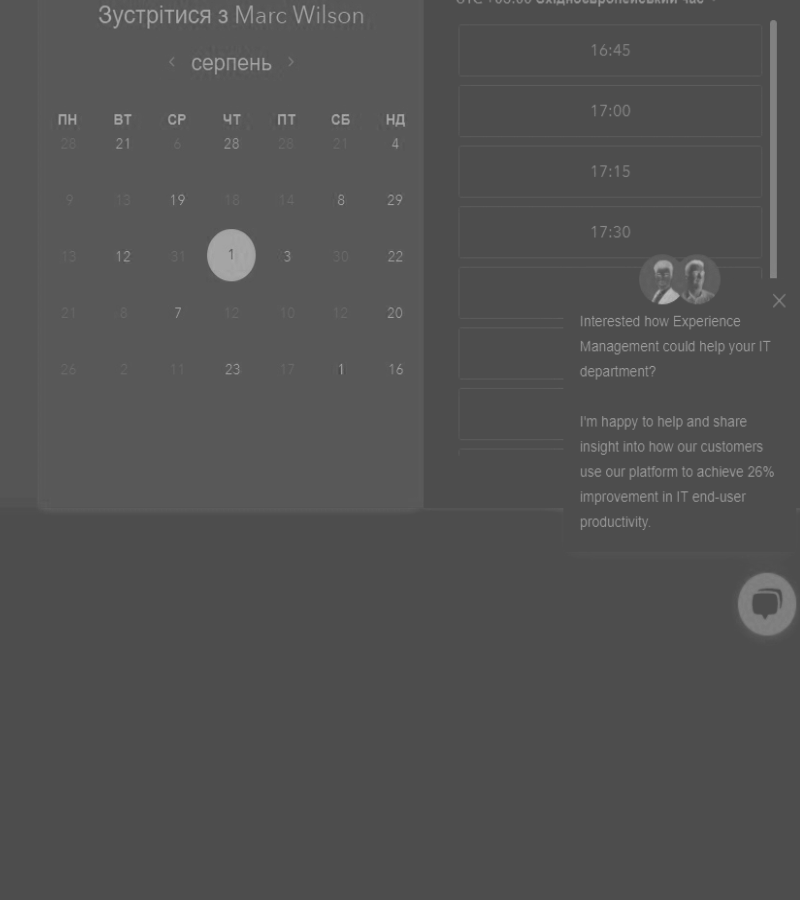 Зустрітися з Marc Wilson
серпень
ПН ВТ СР ЧТ ПТ СБ НД
28 21 6 28 28 21 4
9 13 19 18 14 8 29
13 12 31 1 3 30 22
21 8 7 12 10 12 20
26 2 11 23 17 1 16
UTC +03:00 Східноєвропейський час
16:45
17:00
17:15
17:30
Interested how Experience
Management could help your IT
department?
I'm happy to help and share
insight into how our customers
use our platform to achieve 26%
improvement in IT end-user
productivity.